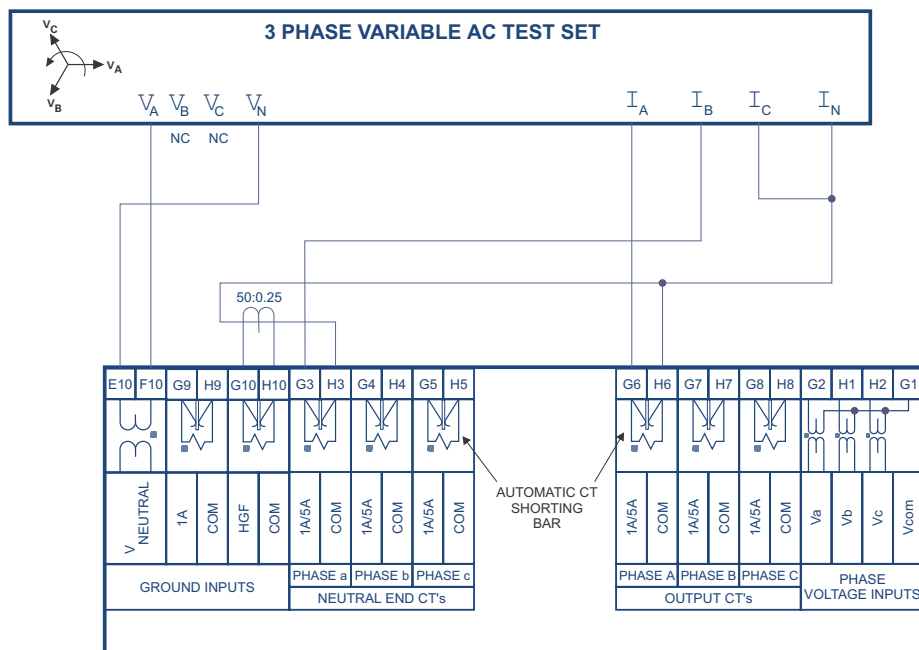 3 PHASE VARIABLE AC TEST SET
VC
VA
VB
VA VB VC VN
NC NC
IA IB IC IN
50:0.25
E10 F10 G9 H9 G10 H10 G3 H3 G4 H4 G5 H5
G6 H6 G7 H7 G8 H8 G2 H1 H2 G1
AUTOMATIC CT
SHORTING
BAR
V NEUTRAL
1A
COM
HGF
COM
1A/5A
COM
1A/5A
COM
1A/5A
COM
1A/5A
COM
1A/5A
COM
1A/5A
COM
Va
Vb
Vc
Vcom
GROUND INPUTS
PHASE a PHASE b PHASE c
NEUTRAL END CT's
PHASE A PHASE B PHASE C
OUTPUT CT's
PHASE
VOLTAGE INPUTS